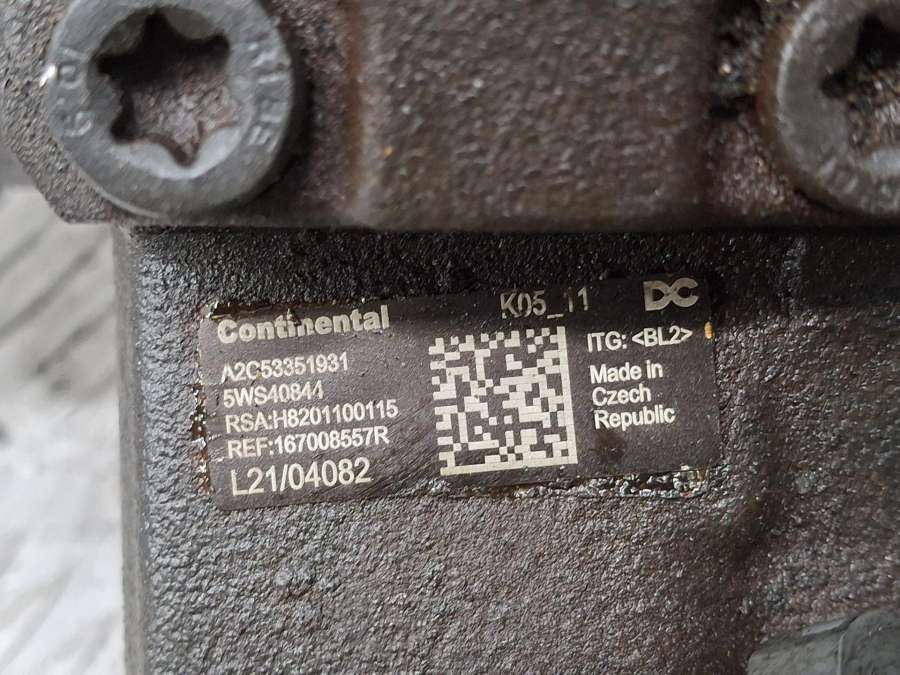 Continental
K05_11
DC
A2C53351931
5WS40844
RSA:H8201100115
REF:167008557R
L21/04082
ITG: <BL2>
Made in
Czech
Republic